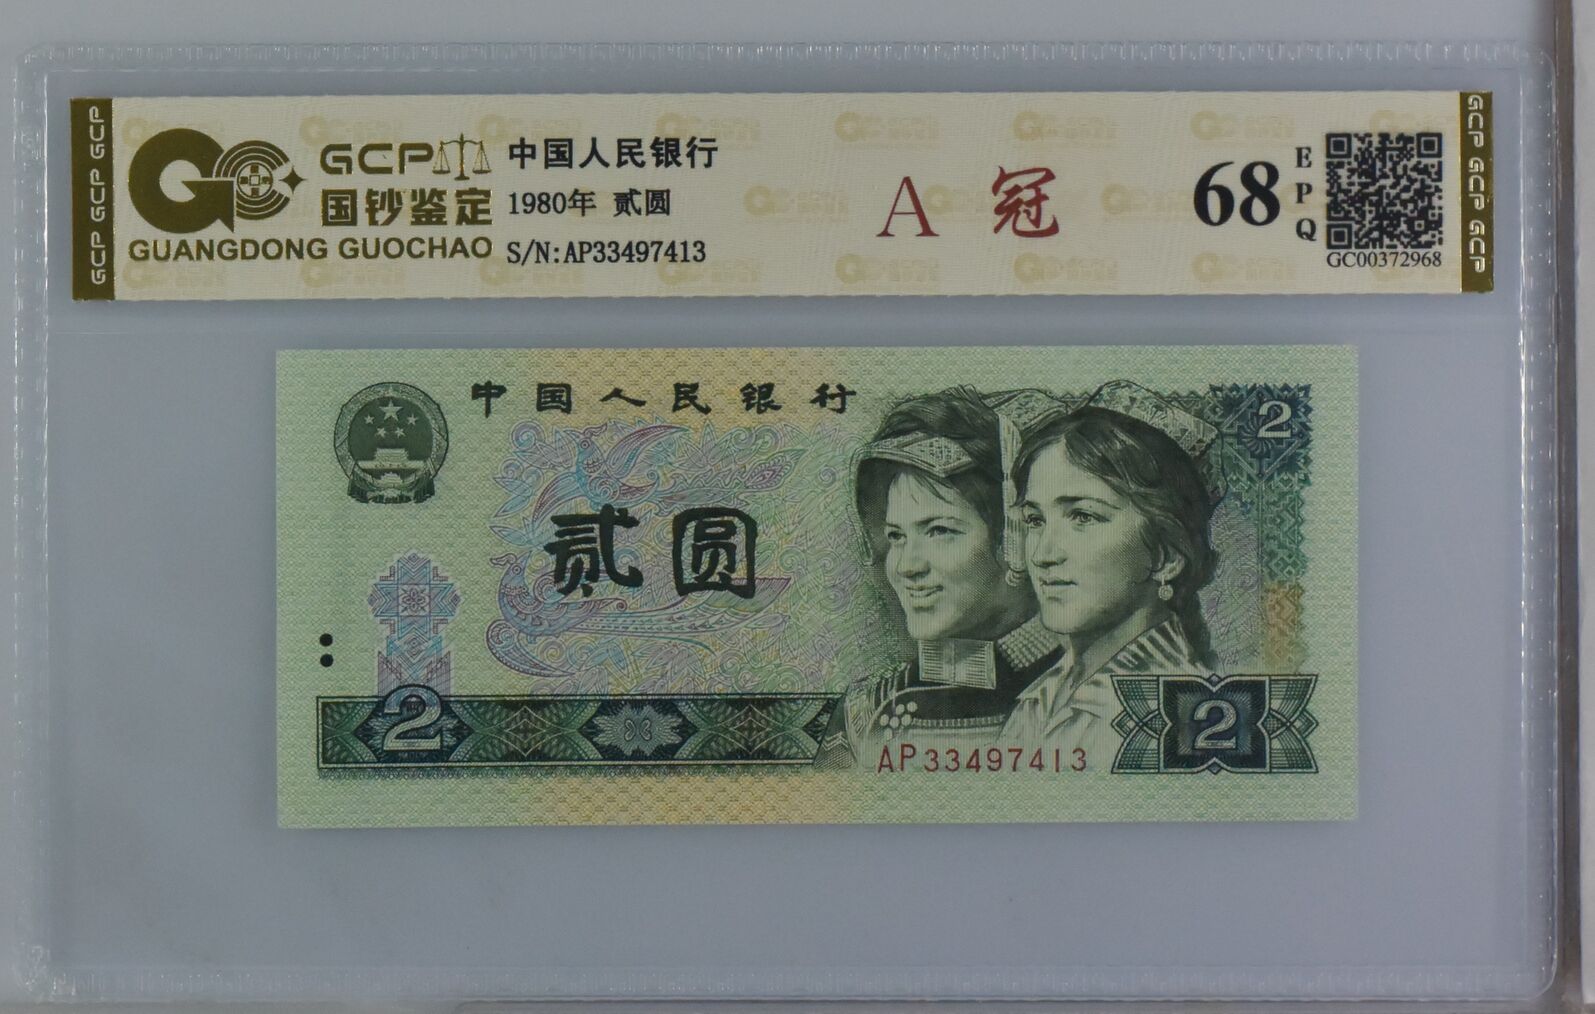 GCP GCP GCP
GCP
国钞鉴定
GUANGDONG GUOCHAO
中国人民银行
1980年 贰圆
S/N:AP33497413
A 冠
68
EPQ
GC00372968
GCP GCP GCP
中国人民银行
2
贰圆
2
AP33497413
2